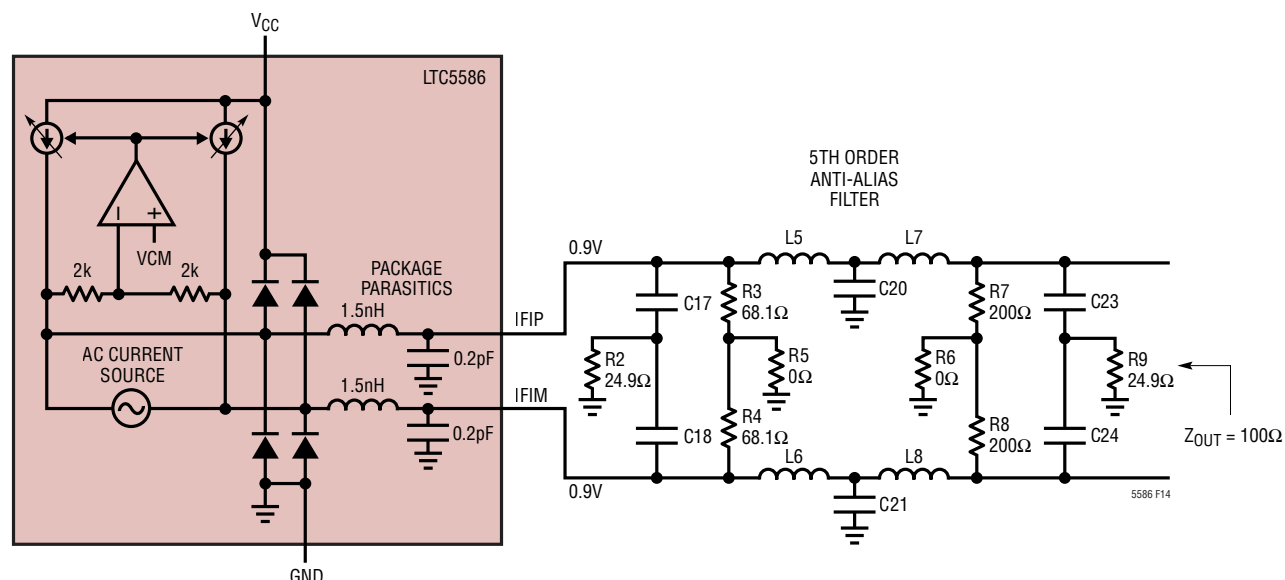 VCC
LTC5586
VCM
2k
2k
PACKAGE
PARASITICS
1.5nH
IFIP
0.2pF
AC CURRENT
SOURCE
1.5nH
IFIM
0.2pF
GND
5TH ORDER
ANTI-ALIAS
FILTER
0.9V
L5
L7
C17
R3
68.1Ω
C20
R7
200Ω
C23
R2
24.9Ω
R5
0Ω
R6
0Ω
R9
24.9Ω
C18
R4
68.1Ω
R8
200Ω
C24
ZOUT = 100Ω
L6
L8
0.9V
C21
5586 F14